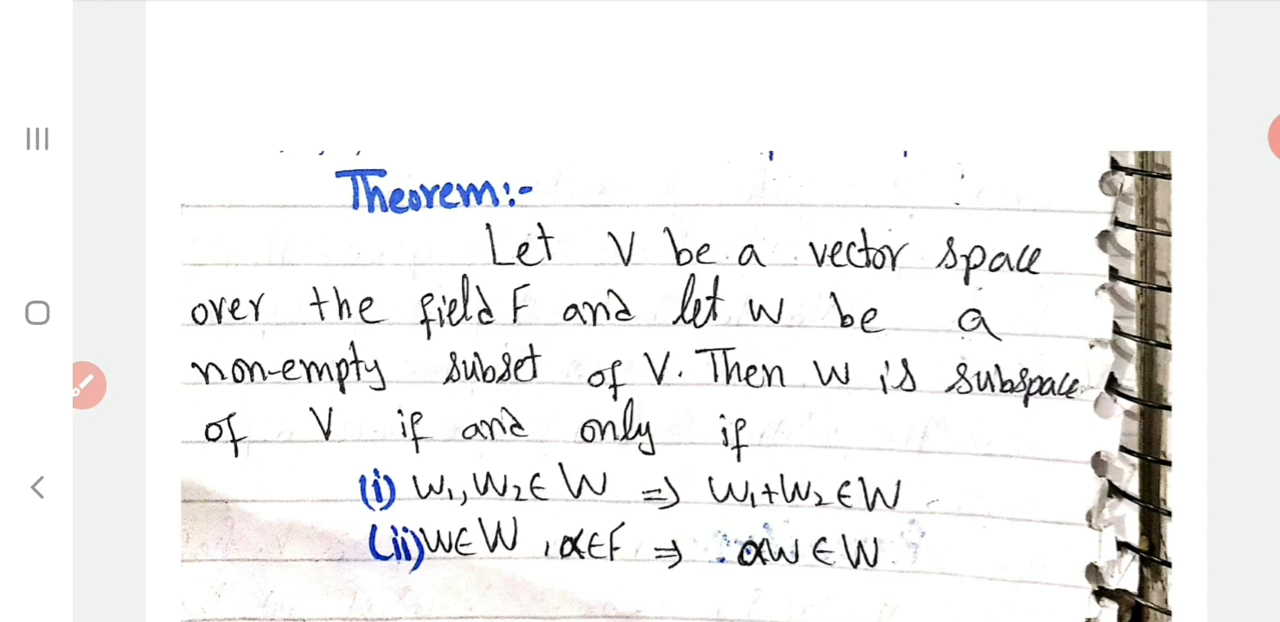 Theorem:-
Let V be a vector space
over the field F and let W be a
non-empty subset of V. Then W is subspace
of V if and only if
(i) W₁, W₂ ∈ W ⇒ W₁+W₂ ∈ W
(ii) W ∈ W, α ∈ F ⇒ αW ∈ W